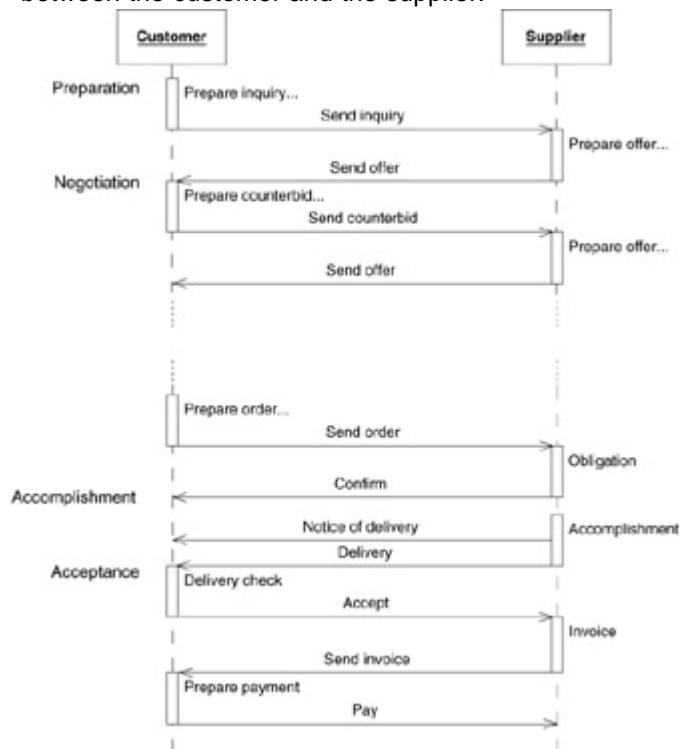 between the customer and the supplier.
Customer
Supplier
Preparation
Prepare inquiry...
Send inquiry
Prepare offer...
Send offer
Negotiation
Prepare counterbid...
Send counterbid
Prepare offer...
Send offer
Prepare order...
Send order
Obligation
Confirm
Accomplishment
Notice of delivery
Accomplishment
Delivery
Acceptance
Delivery check
Accept
Invoice
Send invoice
Prepare payment
Pay